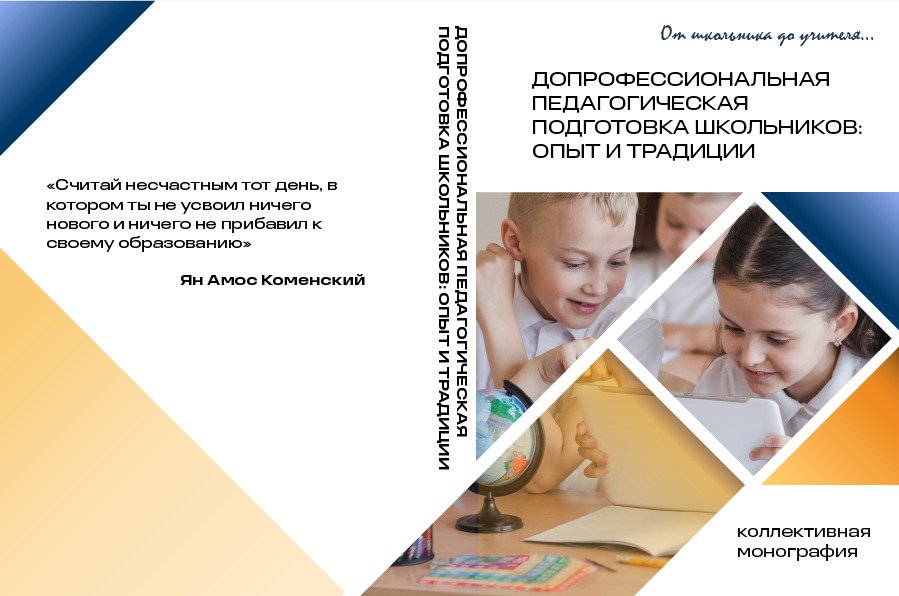 «Считай несчастным тот день, в
котором ты не усвоил ничего
нового и ничего не прибавил к
своему образованию»
Ян Амос Коменский
ДОПРОФЕССИОНАЛЬНАЯ ПЕДАГОГИЧЕСКАЯ
ПОДГОТОВКА ШКОЛЬНИКОВ: ОПЫТ И ТРАДИЦИИ
От школьника до учителя...
ДОПРОФЕССИОНАЛЬНАЯ
ПЕДАГОГИЧЕСКАЯ
ПОДГОТОВКА ШКОЛЬНИКОВ:
ОПЫТ И ТРАДИЦИИ
коллективная
монография